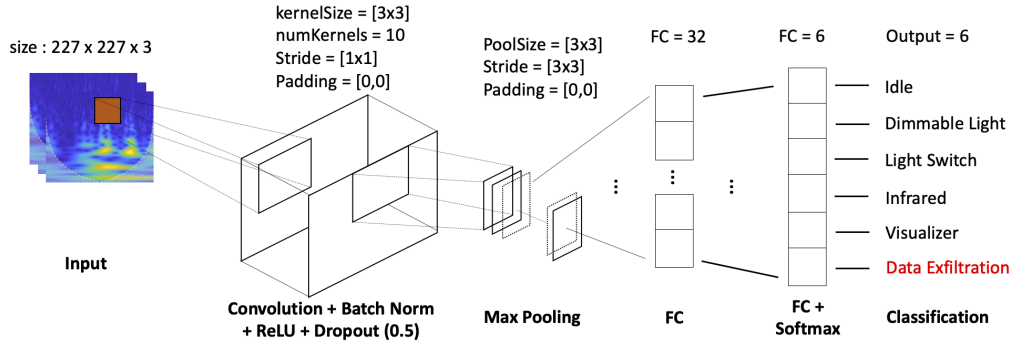 size : 227 x 227 x 3
Input
kernelSize = [3x3]
numKernels = 10
Stride = [1x1]
Padding = [0,0]
Convolution + Batch Norm
+ ReLU + Dropout (0.5)
PoolSize = [3x3]
Stride = [3x3]
Padding = [0,0]
Max Pooling
FC = 32
...
...
...
FC
FC = 6
FC +
Softmax
Output = 6
Idle
Dimmable Light
Light Switch
Infrared
Visualizer
Data Exfiltration
Classification